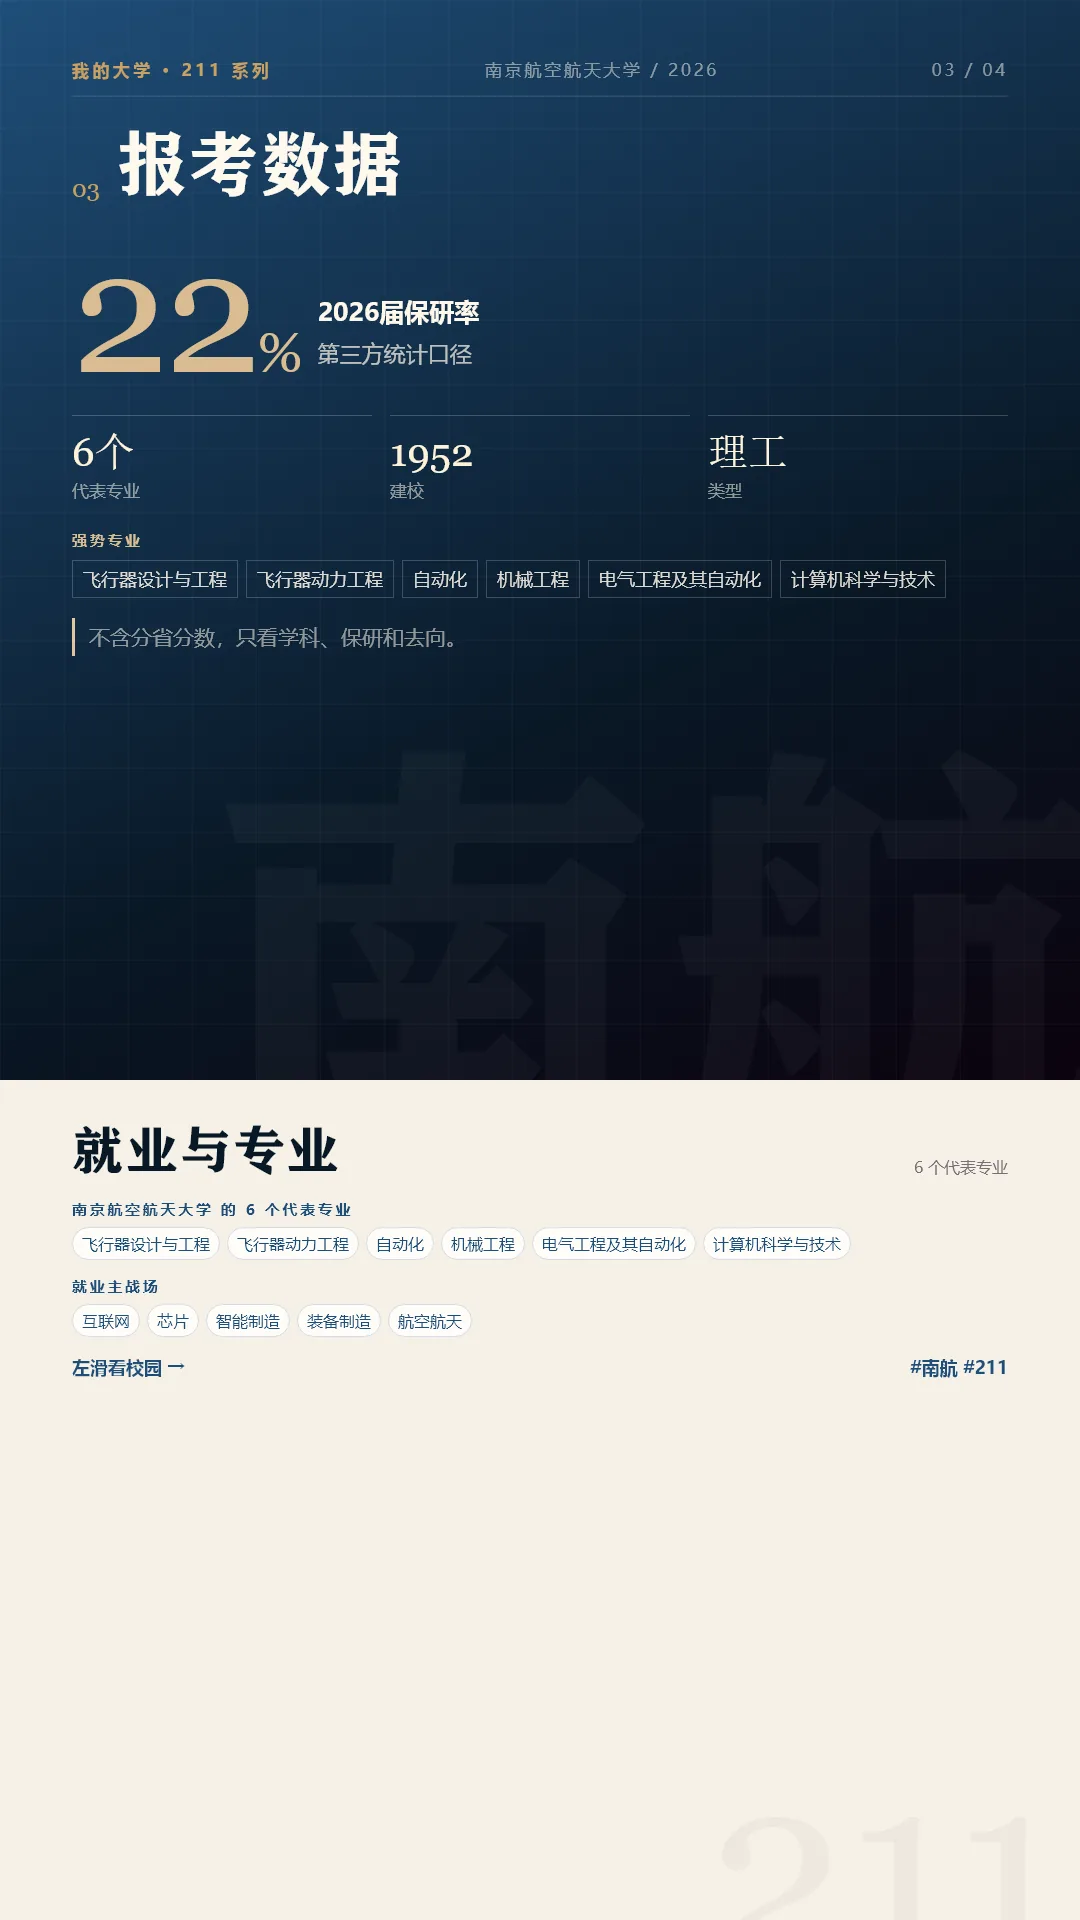 我的大学 · 211 系列
南京航空航天大学 / 2026
03 / 04
03 报考数据
22%
2026届保研率
第三方统计口径
6个
代表专业
1952
建校
理工
类型
强势专业
飞行器设计与工程 飞行器动力工程 自动化 机械工程 电气工程及其自动化 计算机科学与技术
不含分省分数，只看学科、保研和去向。
南航
就业与专业
6 个代表专业
南京航空航天大学 的 6 个代表专业
飞行器设计与工程 飞行器动力工程 自动化 机械工程 电气工程及其自动化 计算机科学与技术
就业主战场
互联网 芯片 智能制造 装备制造 航空航天
左滑看校园 →
#南航 #211
211